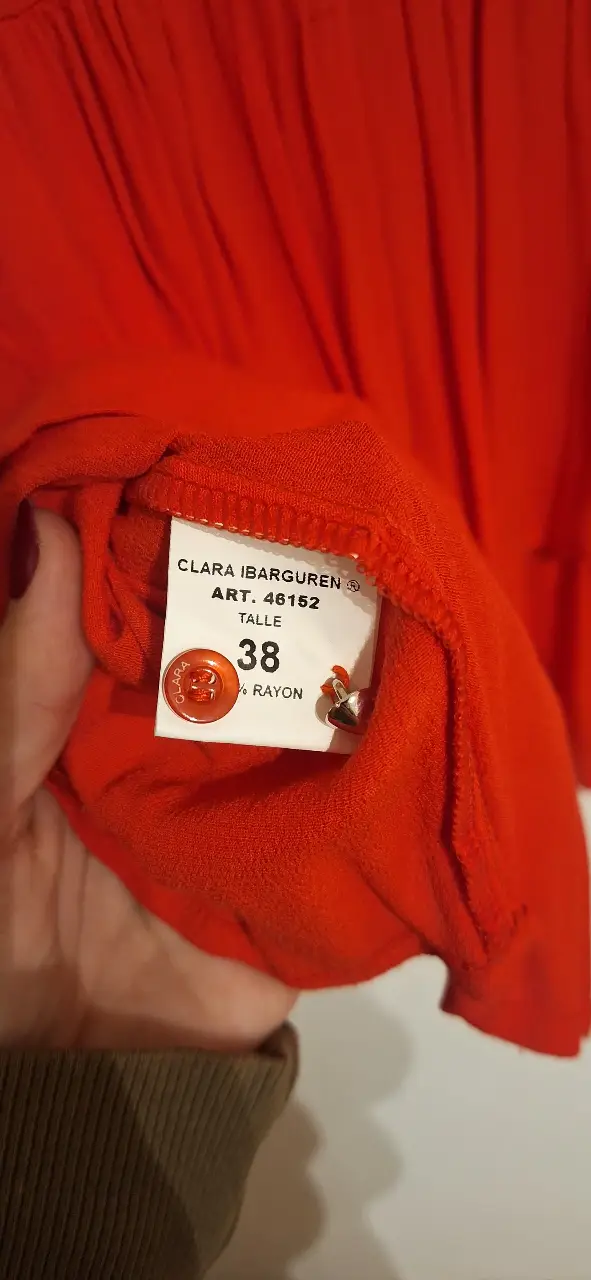 CLARA IBARGUREN ®
ART. 46152
TALLE
38
% RAYON
CLARA